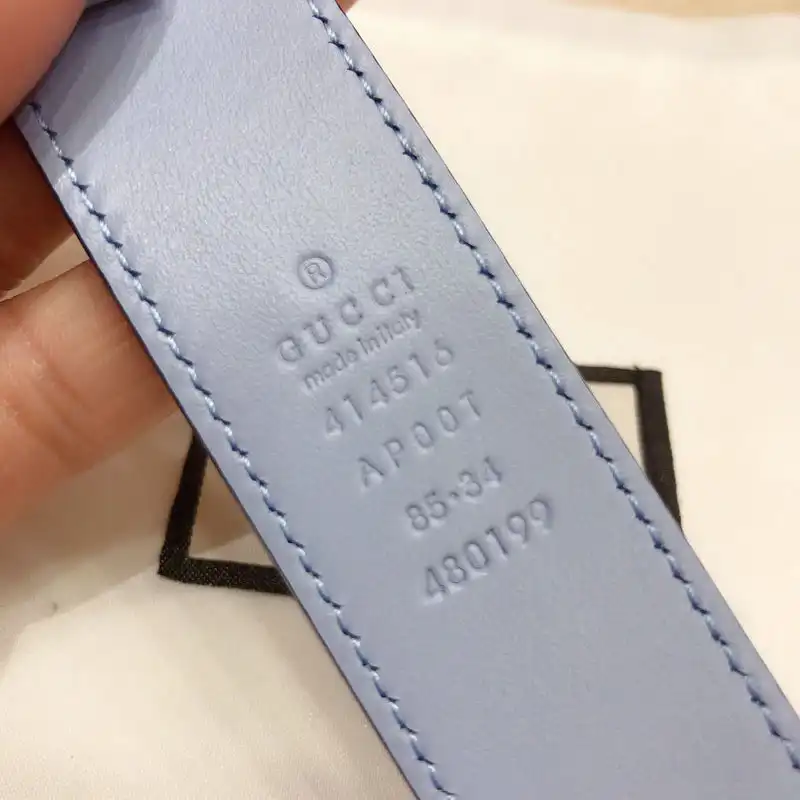 ®
GUCCI
made in italy
414516
AP00T
85·34
480199